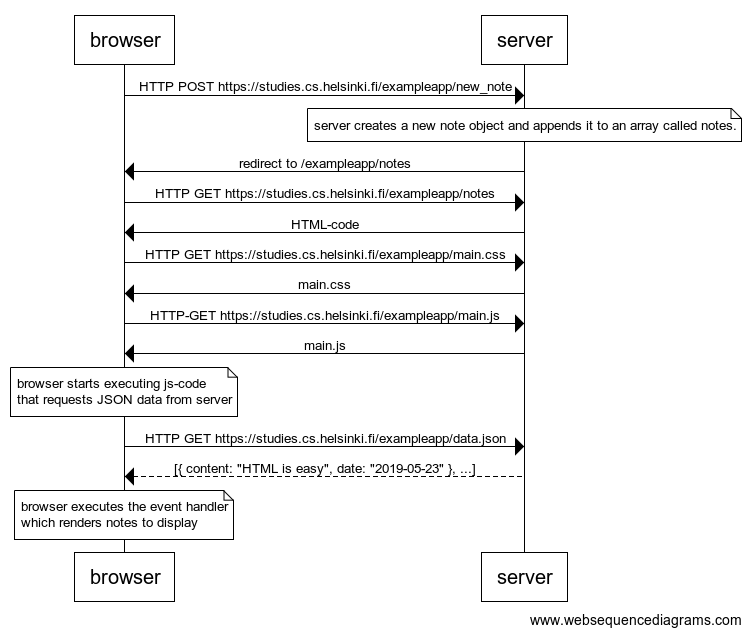 browser
server
HTTP POST https://studies.cs.helsinki.fi/exampleapp/new_note
server creates a new note object and appends it to an array called notes.
redirect to /exampleapp/notes
HTTP GET https://studies.cs.helsinki.fi/exampleapp/notes
HTML-code
HTTP GET https://studies.cs.helsinki.fi/exampleapp/main.css
main.css
HTTP-GET https://studies.cs.helsinki.fi/exampleapp/main.js
main.js
browser starts executing js-code
that requests JSON data from server
HTTP GET https://studies.cs.helsinki.fi/exampleapp/data.json
[{ content: "HTML is easy", date: "2019-05-23" }, ...]
browser executes the event handler
which renders notes to display
browser
server
www.websequencediagrams.com